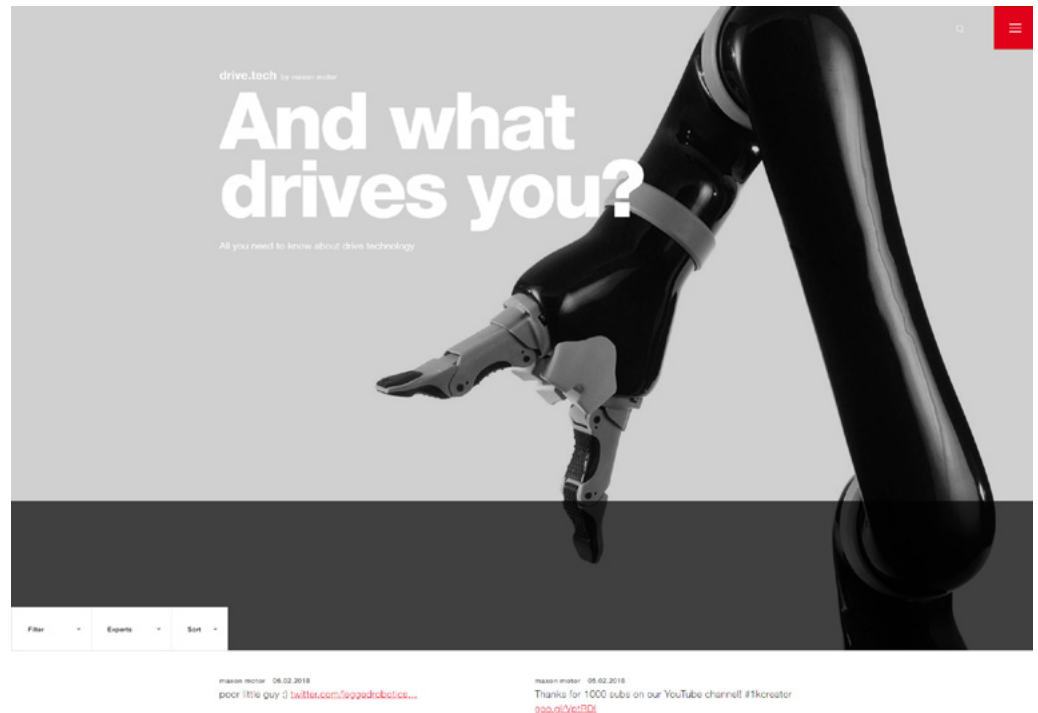 drive.tech by maxon motor
And what
drives you?
All you need to know about drive technology
Filter Experts Sort
maxon motor 06.02.2018
poor little guy :) twitter.com/leggedrobotics...
maxon motor 05.02.2018
Thanks for 1000 subs on our YouTube channel! #1kcreator